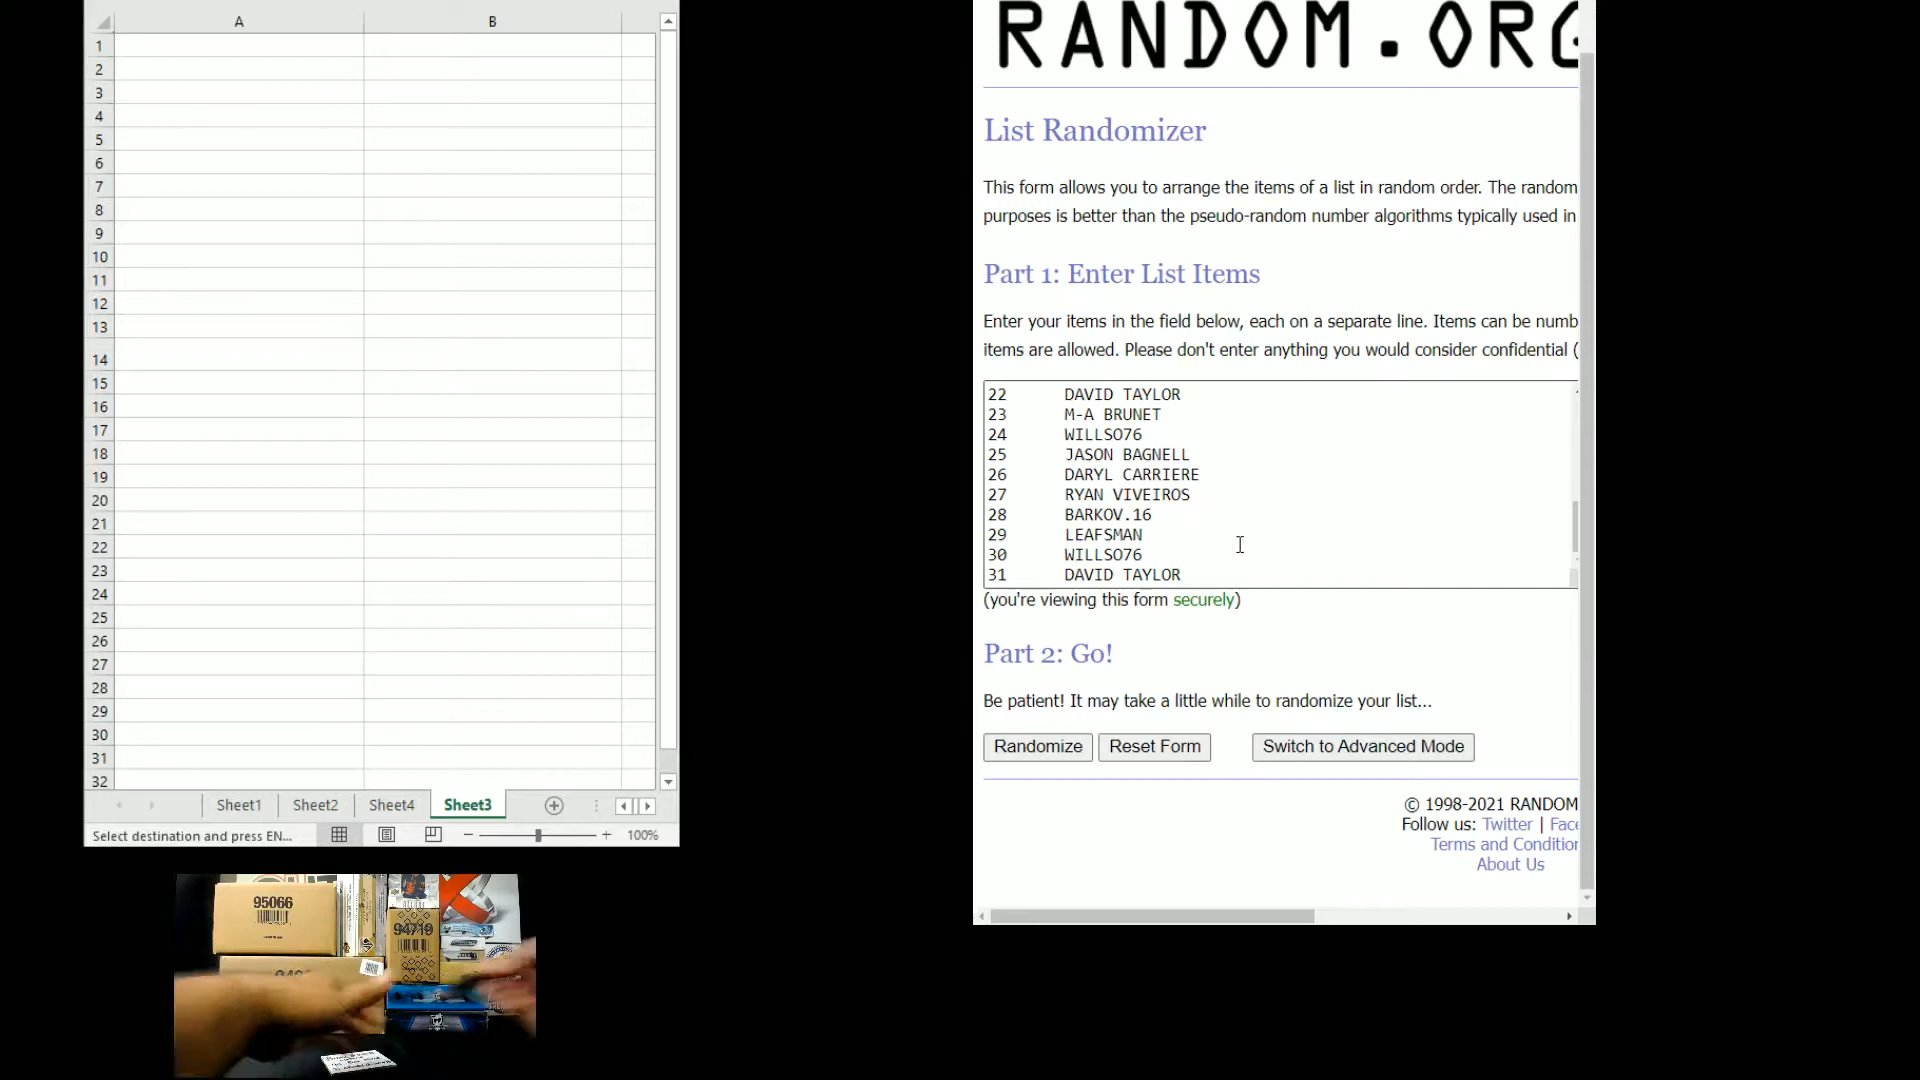 A B
1
2
3
4
5
6
7
8
9
10
11
12
13
14
15
16
17
18
19
20
21
22
23
24
25
26
27
28
29
30
31
32
Sheet1 Sheet2 Sheet4 Sheet3
Select destination and press EN... 100%
95066
94719
RANDOM.ORG
List Randomizer
This form allows you to arrange the items of a list in random order. The random
purposes is better than the pseudo-random number algorithms typically used in
Part 1: Enter List Items
Enter your items in the field below, each on a separate line. Items can be numb
items are allowed. Please don't enter anything you would consider confidential (
22 DAVID TAYLOR
23 M-A BRUNET
24 WILLSO76
25 JASON BAGNELL
26 DARYL CARRIERE
27 RYAN VIVEIROS
28 BARKOV.16
29 LEAFSMAN
30 WILLSO76
31 DAVID TAYLOR
(you're viewing this form securely)
Part 2: Go!
Be patient! It may take a little while to randomize your list...
Randomize Reset Form Switch to Advanced Mode
© 1998-2021 RANDOM
Follow us: Twitter | Face
Terms and Condition
About Us